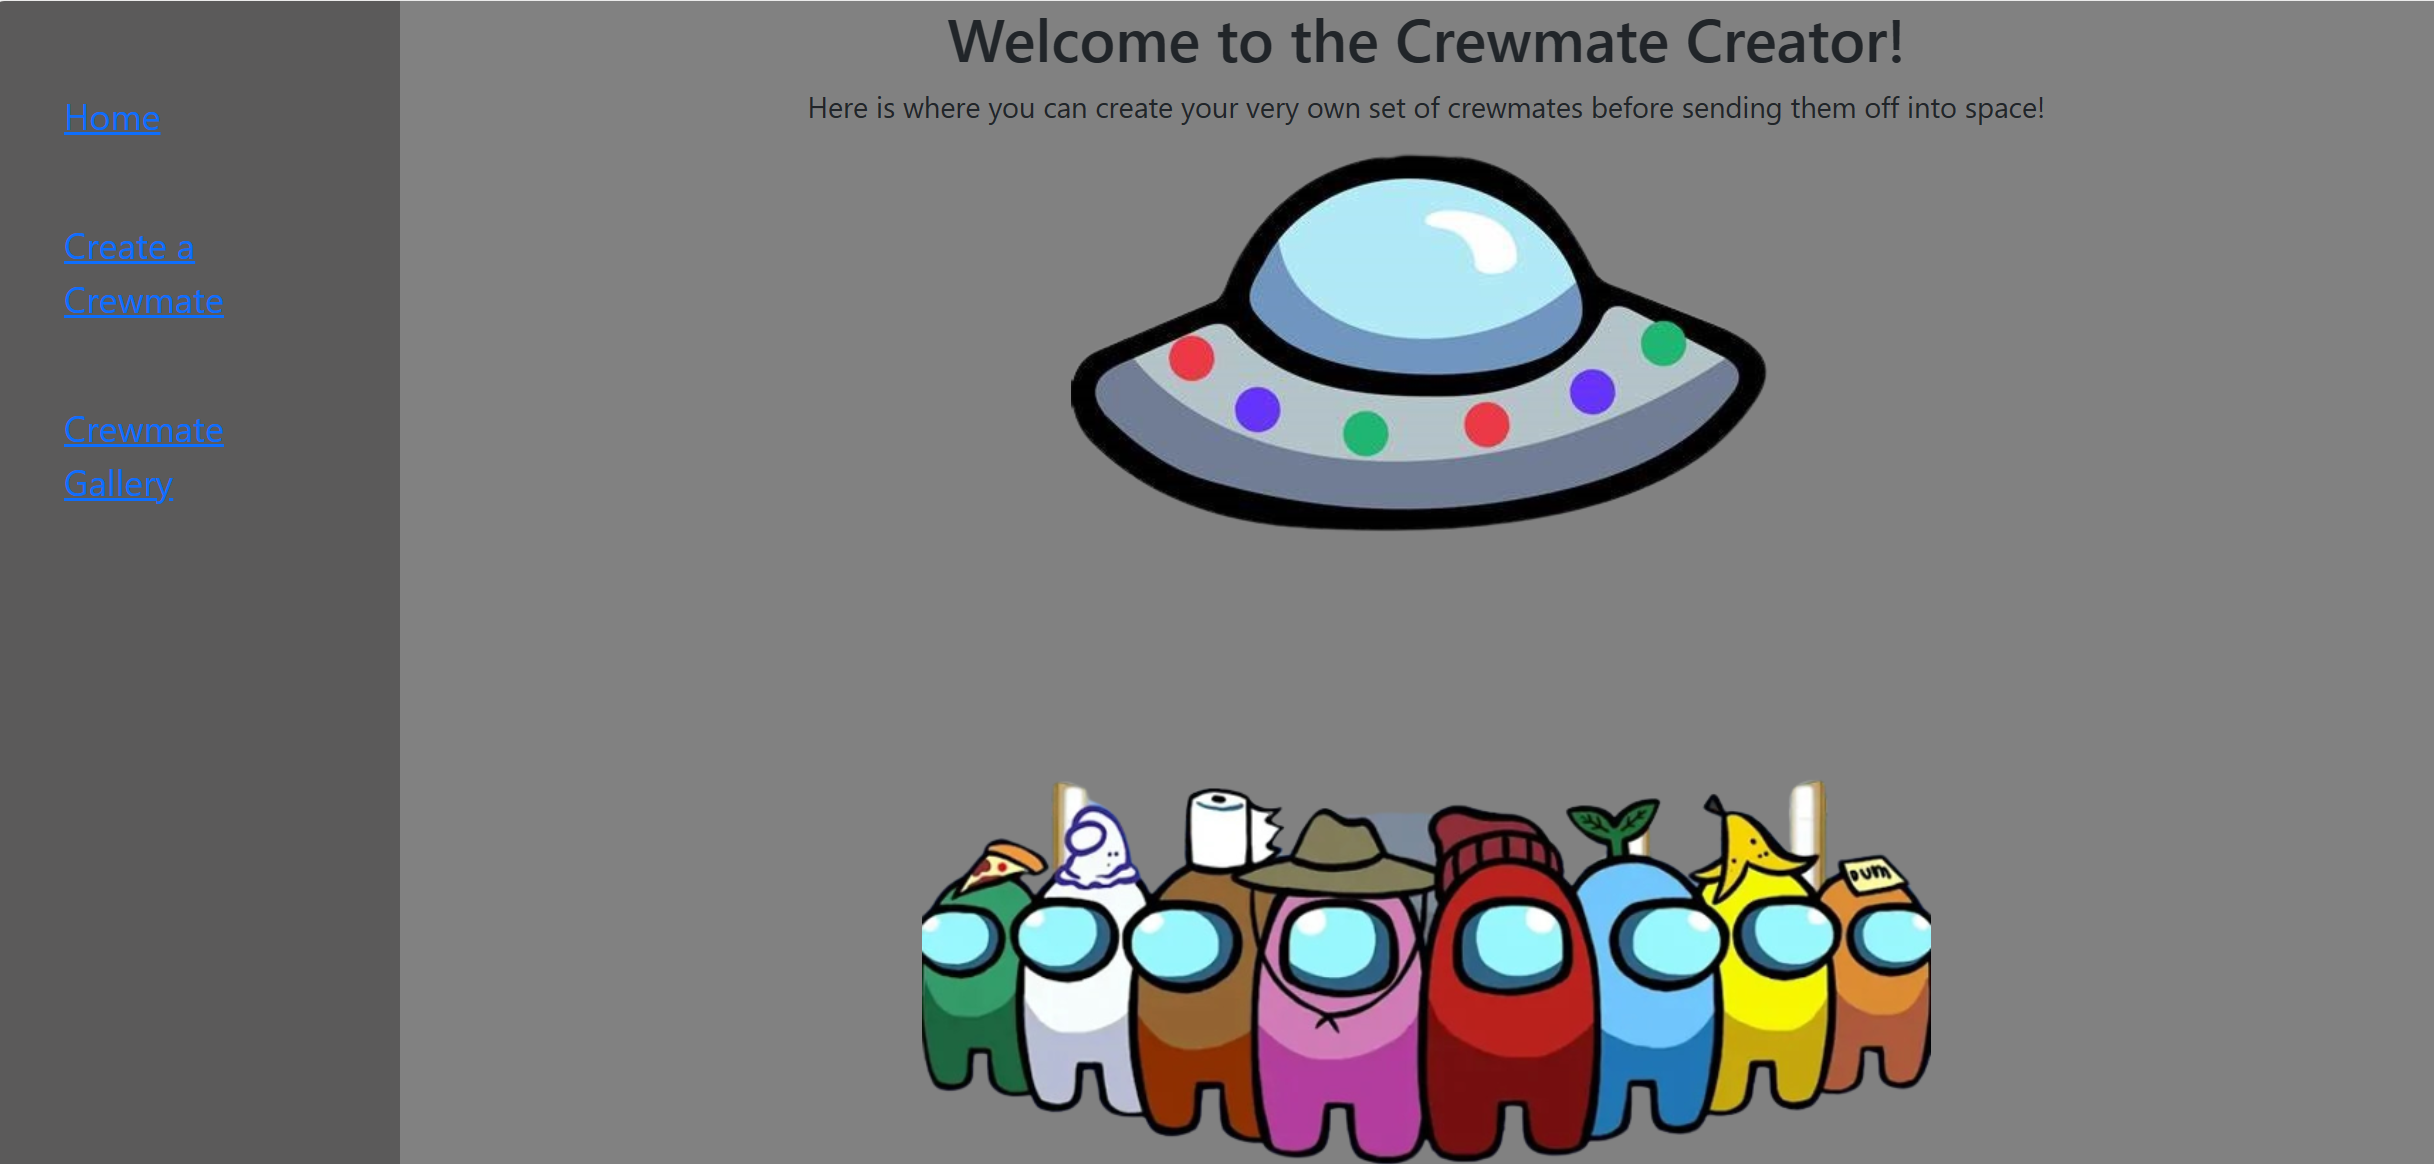 Home
Create a
Crewmate
Crewmate
Gallery
Welcome to the Crewmate Creator!
Here is where you can create your very own set of crewmates before sending them off into space!
DUM